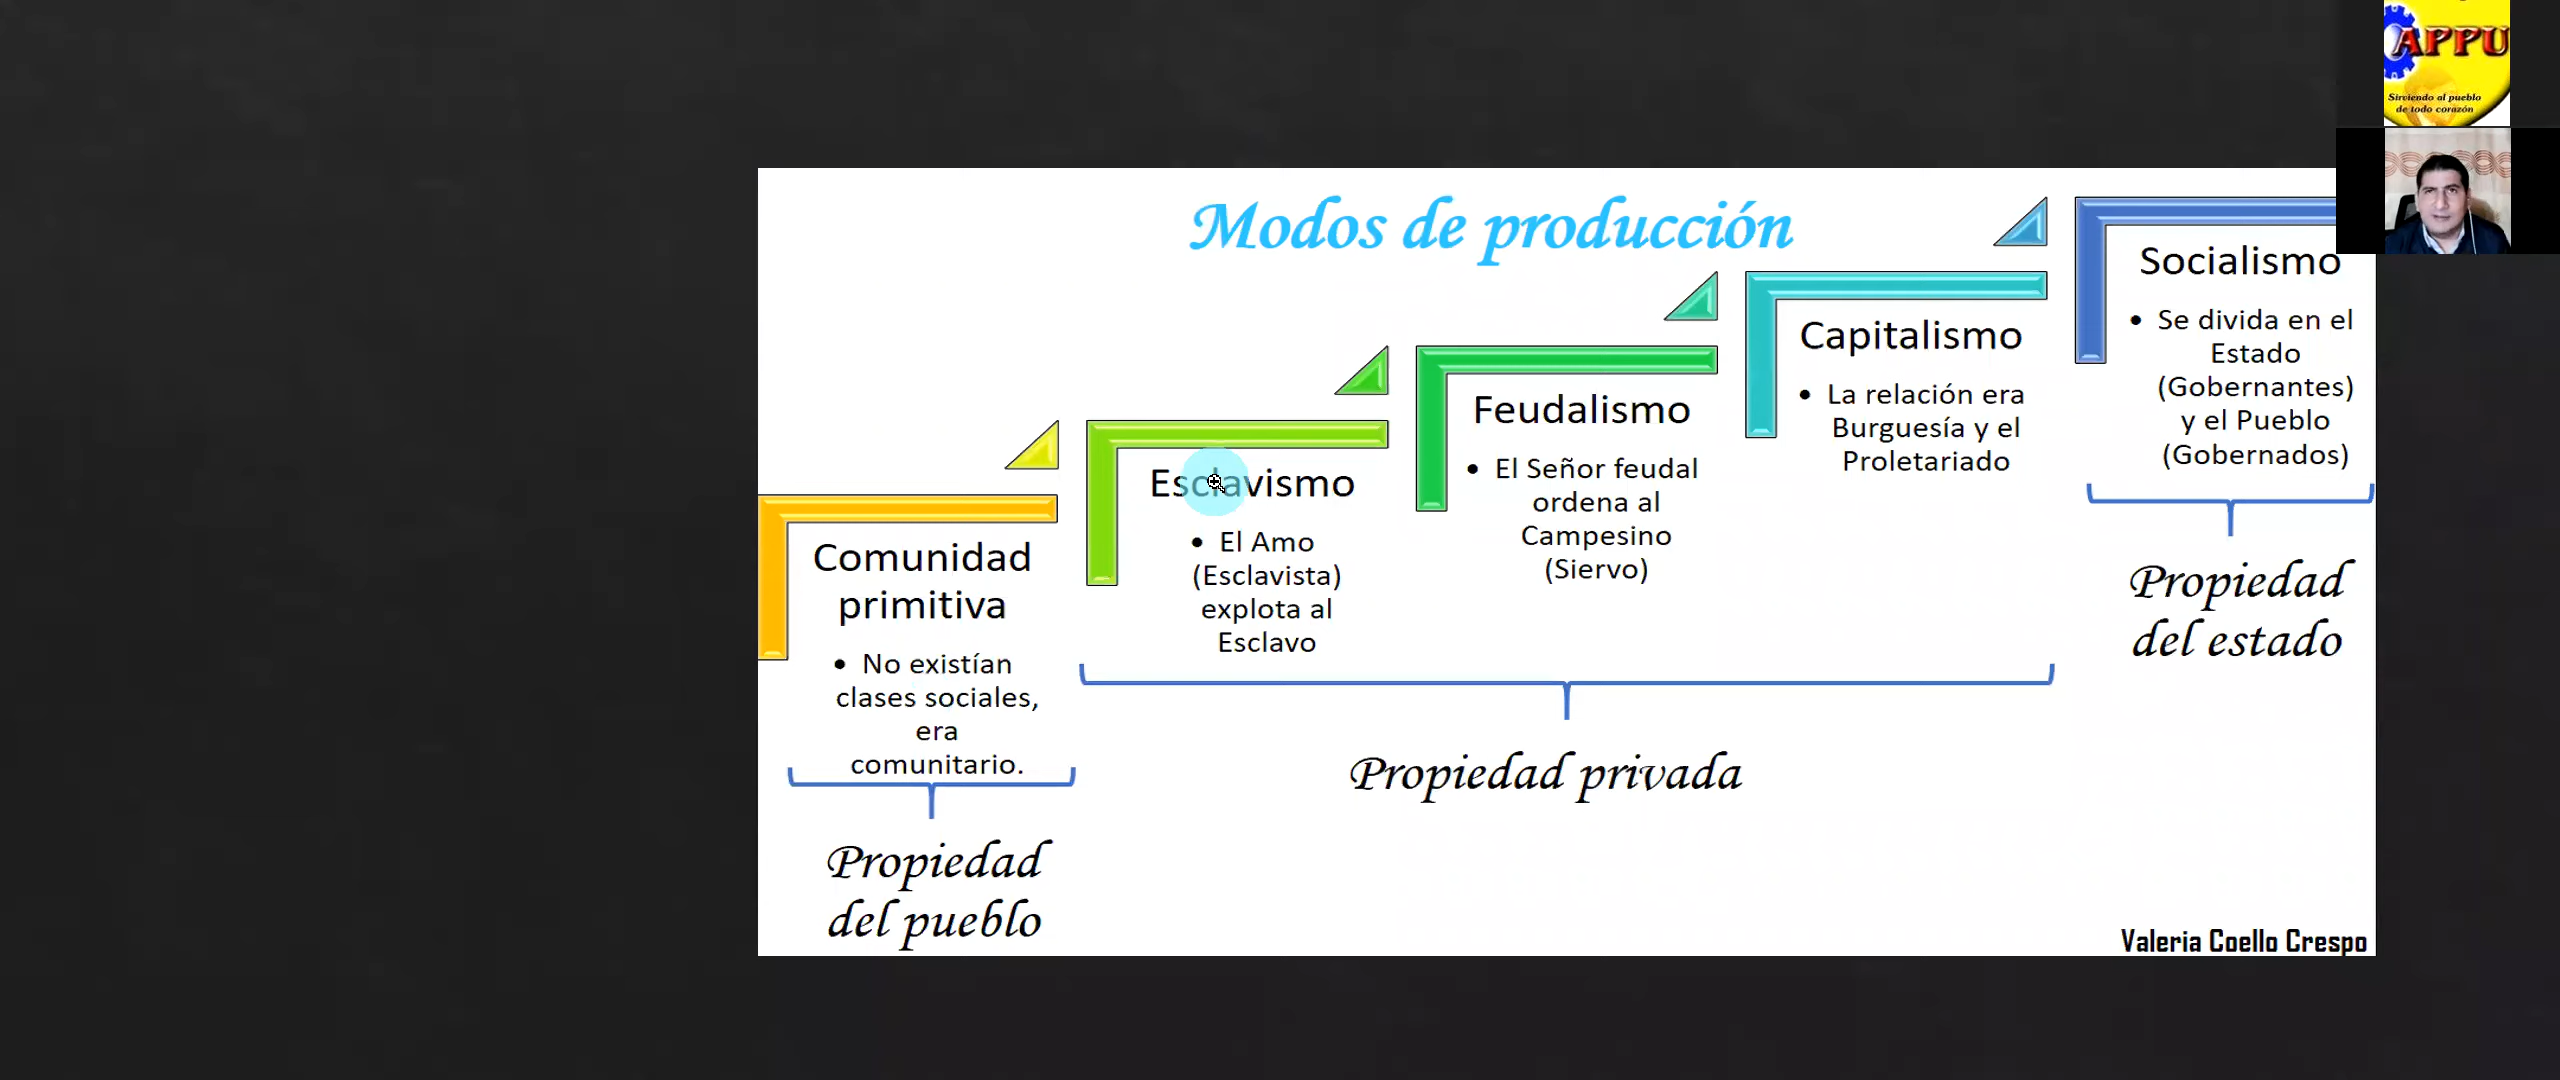 APPU
Sirviendo al pueblo
de todo corazón
Modos de producción
Comunidad
primitiva
• No existían
clases sociales,
era
comunitario.
Propiedad
del pueblo
Esclavismo
• El Amo
(Esclavista)
explota al
Esclavo
Feudalismo
• El Señor feudal
ordena al
Campesino
(Siervo)
Capitalismo
• La relación era
Burguesía y el
Proletariado
Propiedad privada
Socialismo
• Se divida en el
Estado
(Gobernantes)
y el Pueblo
(Gobernados)
Propiedad
del estado
Valeria Coello Crespo